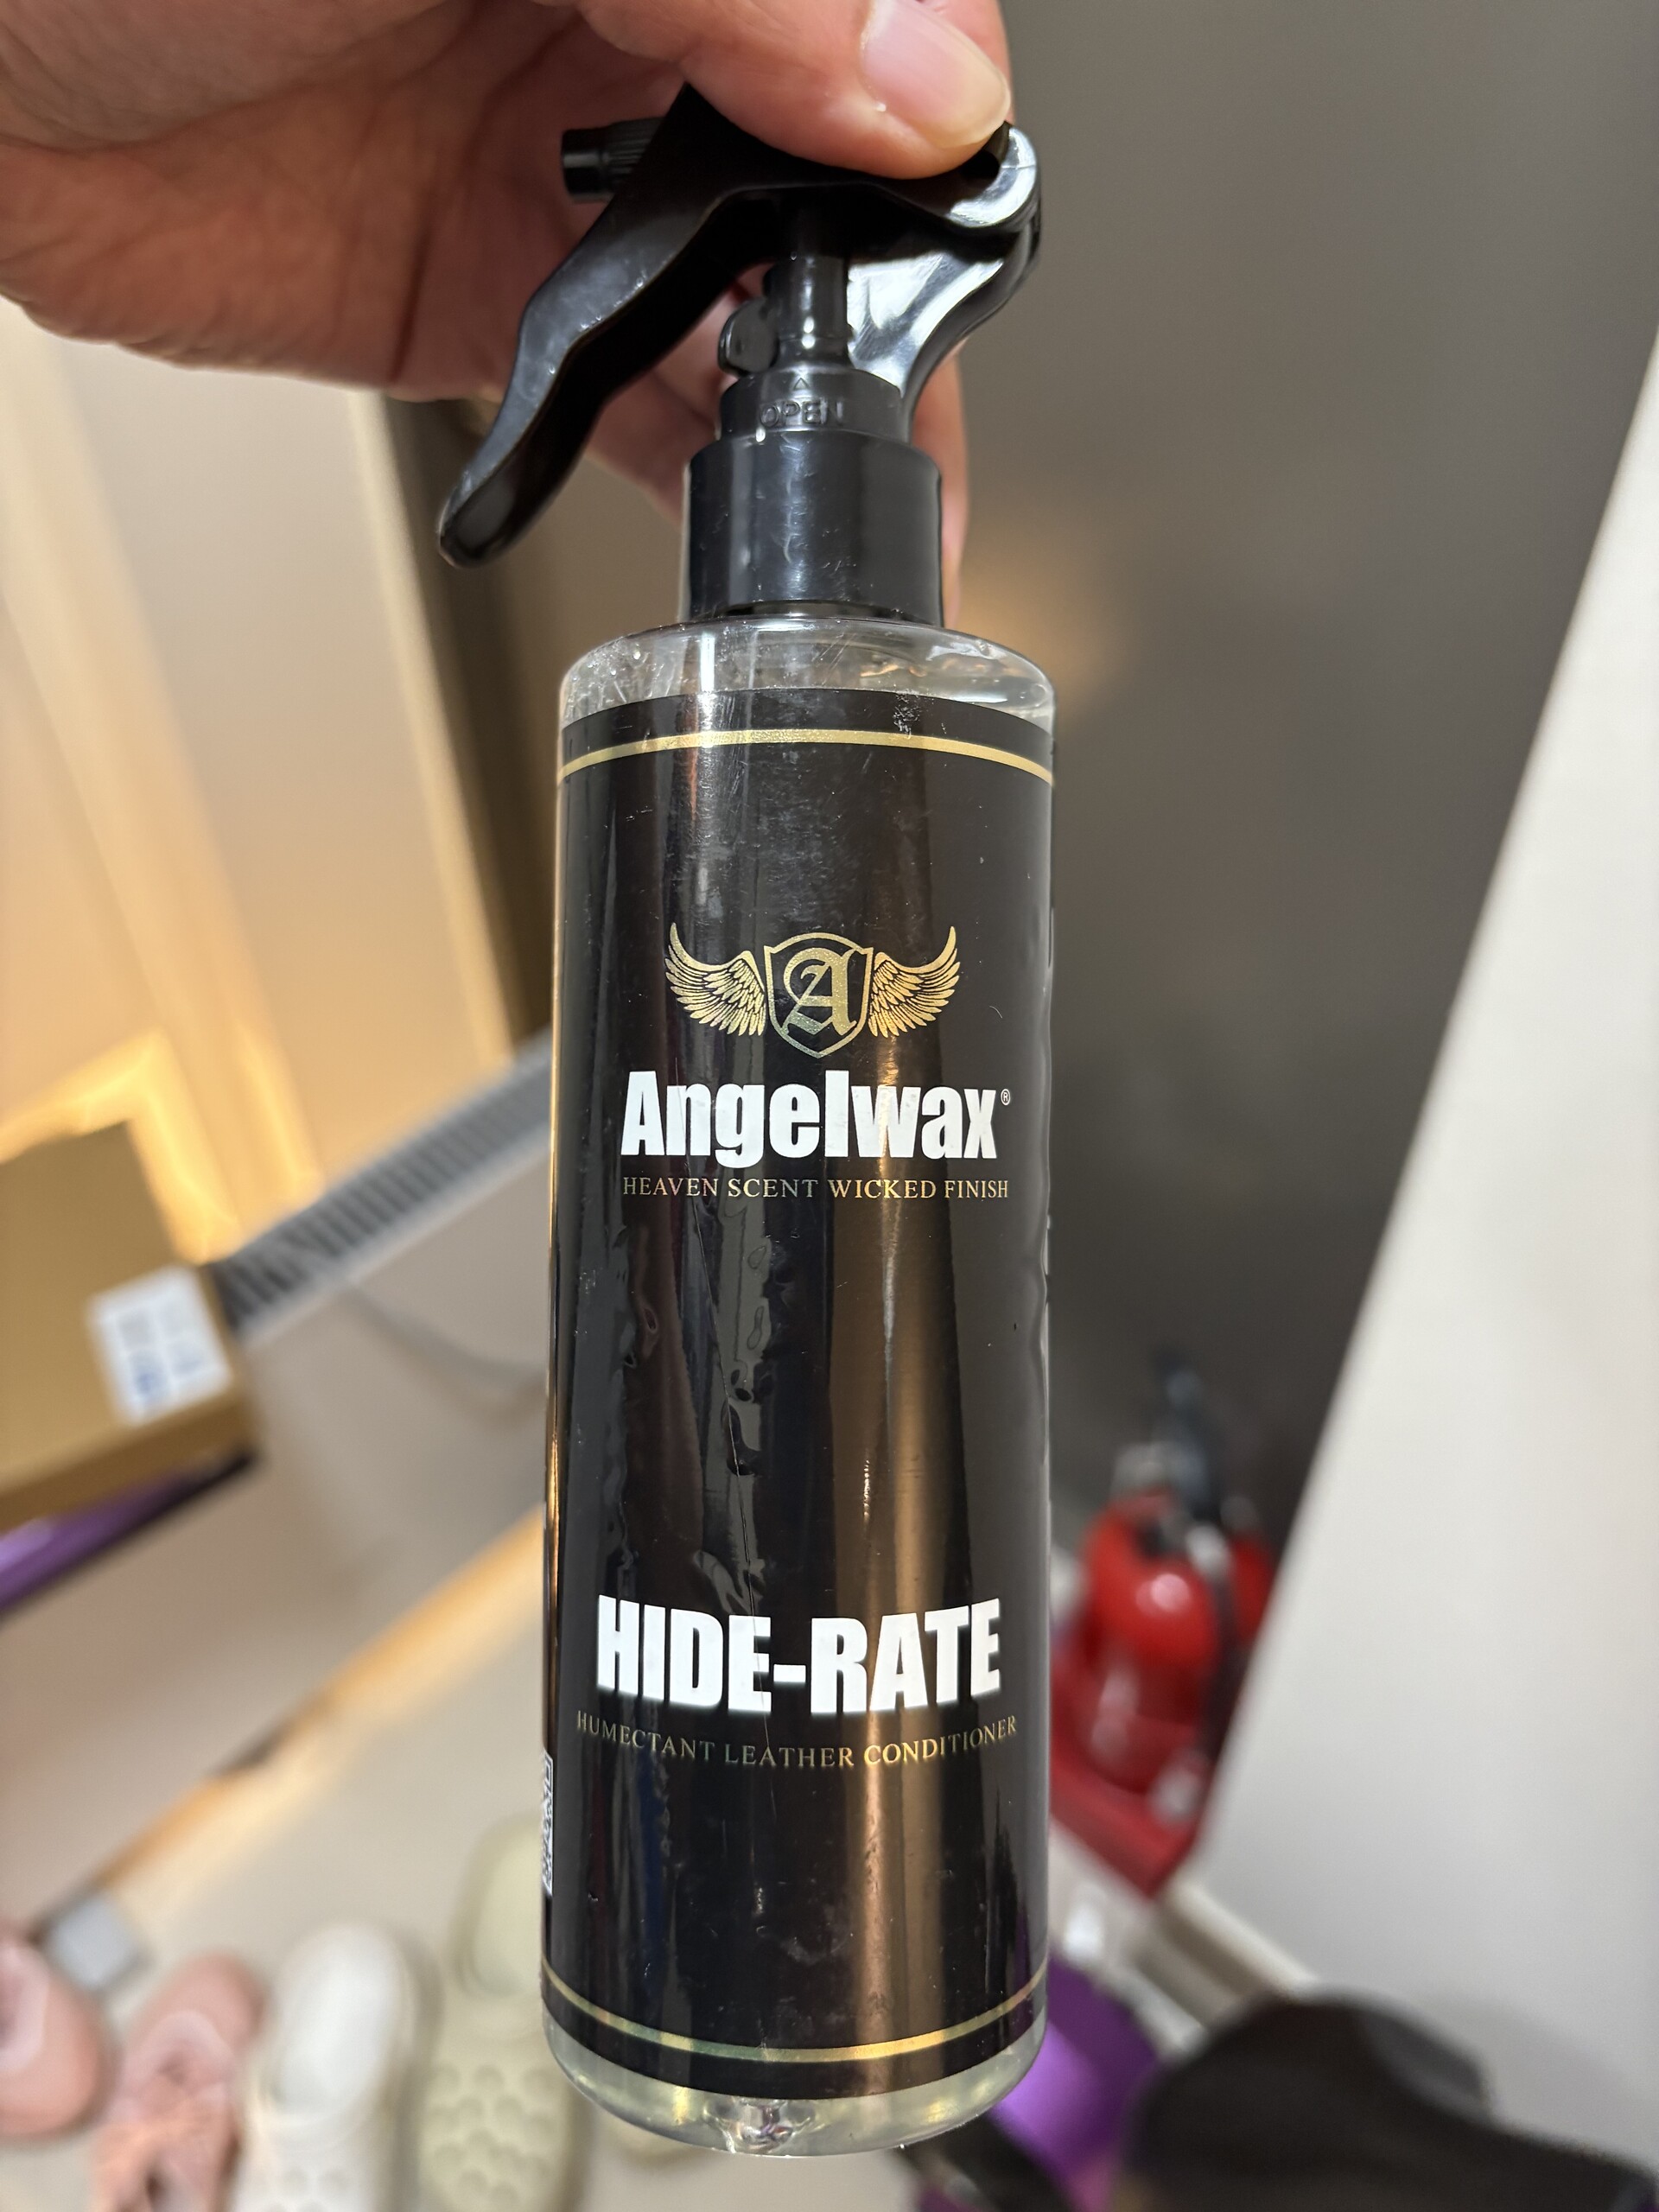 OPEN
A
Angelwax®
HEAVEN SCENT WICKED FINISH
HIDE-RATE
HUMECTANT LEATHER CONDITIONER